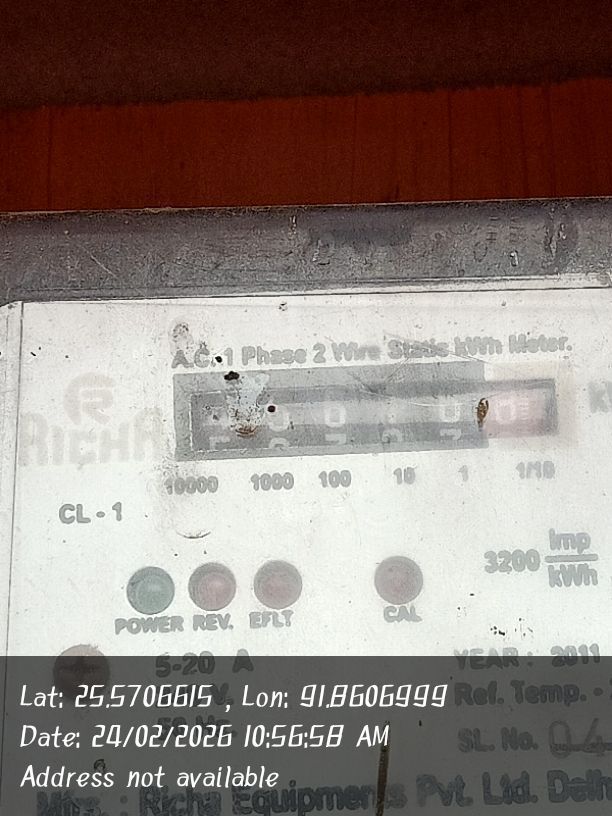 A.C. 1 Phase 2 Wire Static kWh Meter.
RICHA
10000 1000 100 10 1 1/10
CL - 1
3200 Imp/kWh
POWER REV. EFLT CAL
5-20 A
YEAR : 2011
Ref. Temp.
SL. No.
Mfrs. : Richa Equipments Pvt. Ltd. Delhi
Lat: 25.5706615 , Lon: 91.8606999
Date: 24/02/2026 10:56:58 AM
Address not available